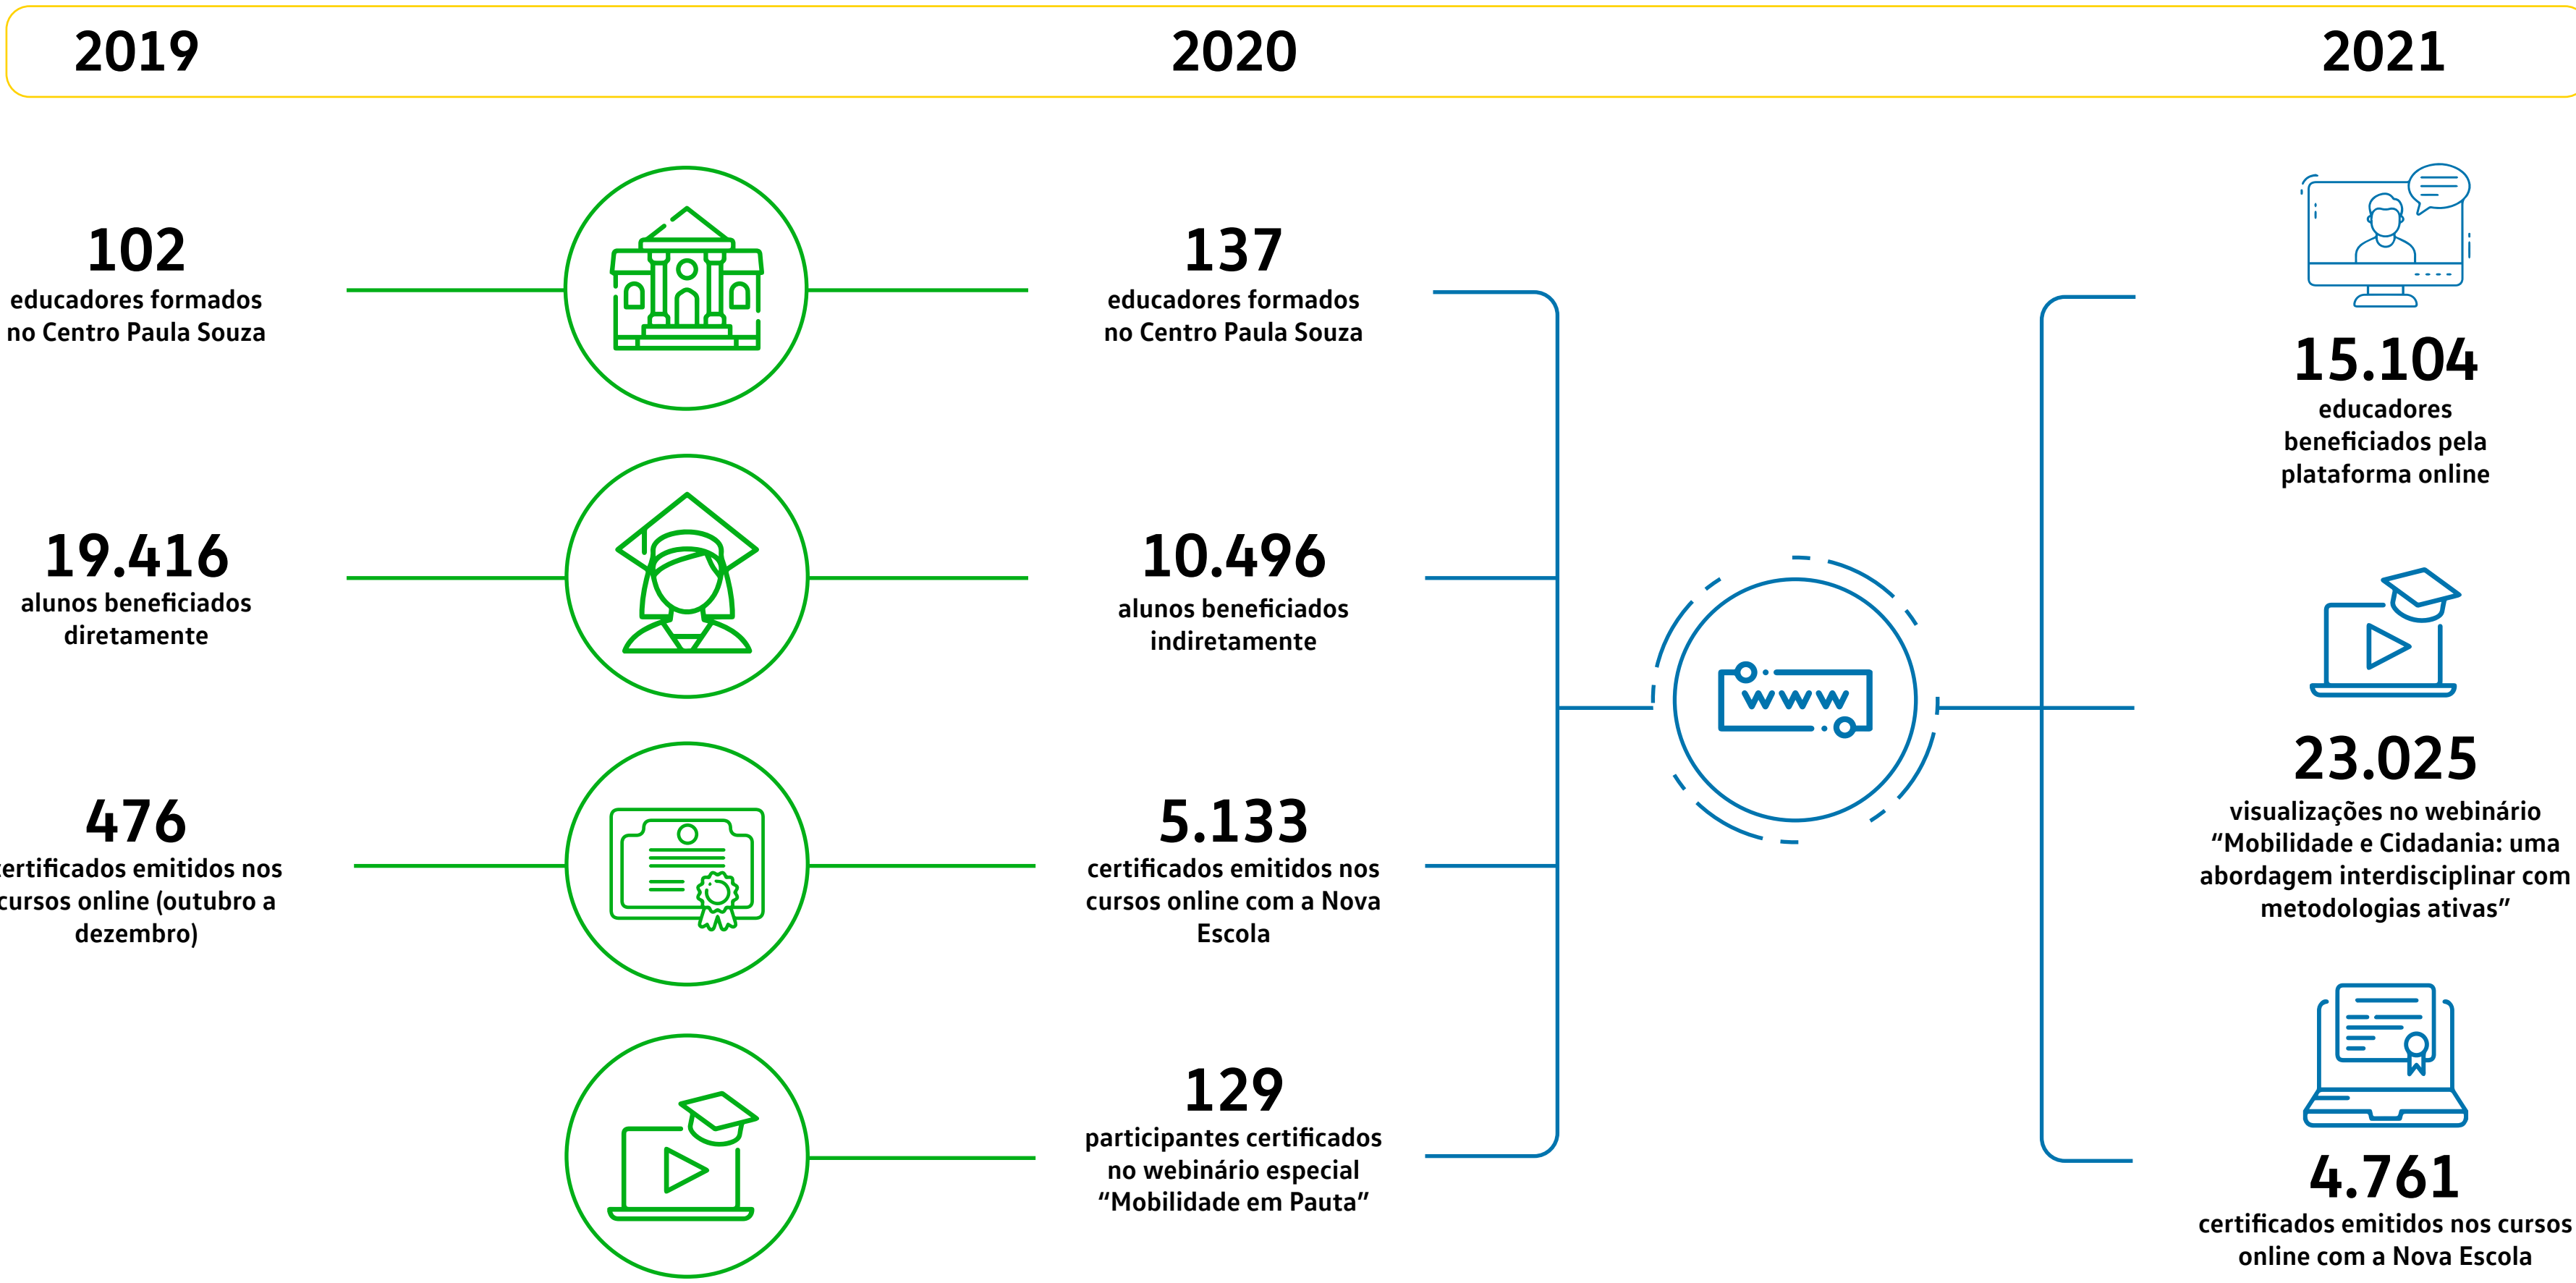 2019
2020
2021
102
educadores formados
no Centro Paula Souza
19.416
alunos beneficiados
diretamente
476
certificados emitidos nos
cursos online (outubro a
dezembro)
137
educadores formados
no Centro Paula Souza
10.496
alunos beneficiados
indiretamente
5.133
certificados emitidos nos
cursos online com a Nova
Escola
129
participantes certificados
no webinário especial
“Mobilidade em Pauta”
www
15.104
educadores
beneficiados pela
plataforma online
23.025
visualizações no webinário
“Mobilidade e Cidadania: uma
abordagem interdisciplinar com
metodologias ativas”
4.761
certificados emitidos nos cursos
online com a Nova Escola